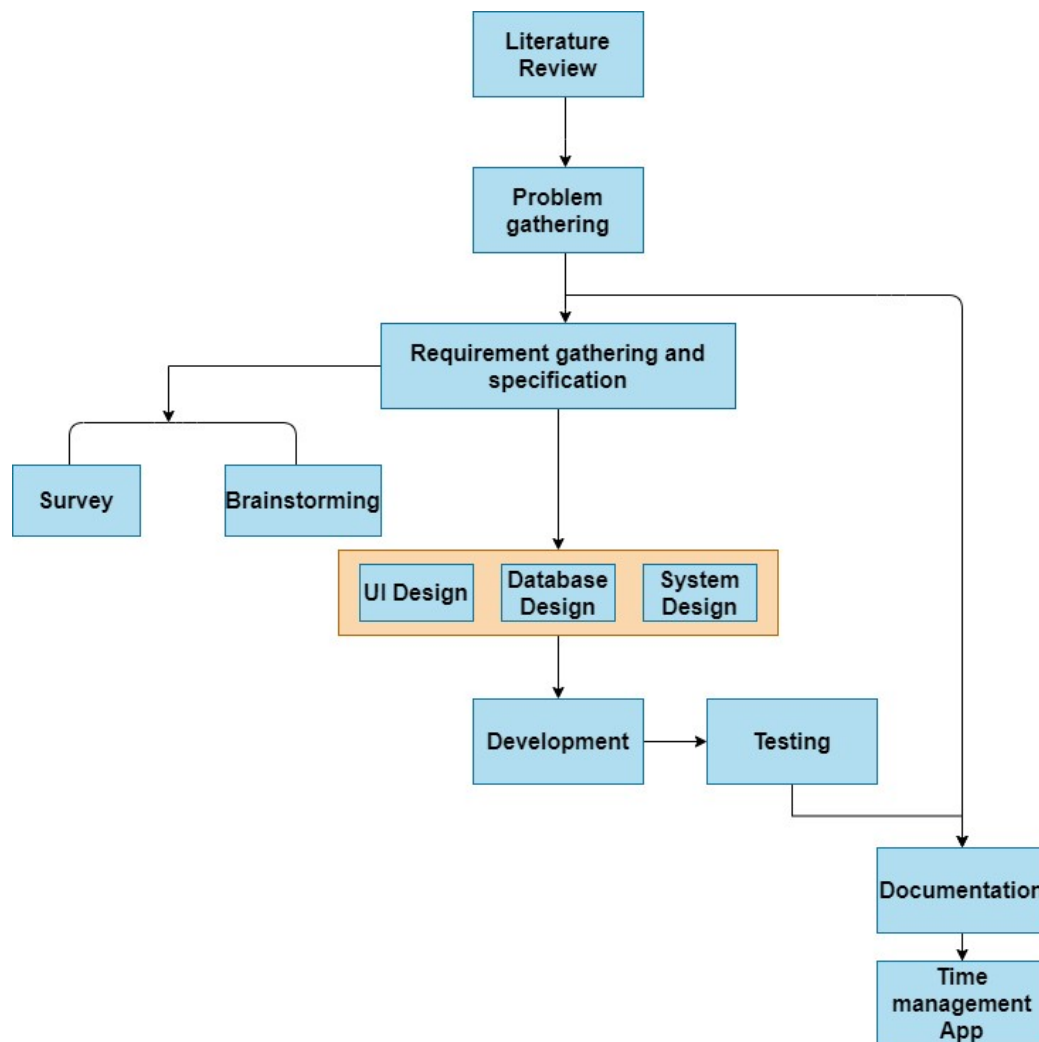 Literature
Review
Problem
gathering
Requirement gathering and
specification
Survey
Brainstorming
UI Design
Database
Design
System
Design
Development
Testing
Documentation
Time
management
App